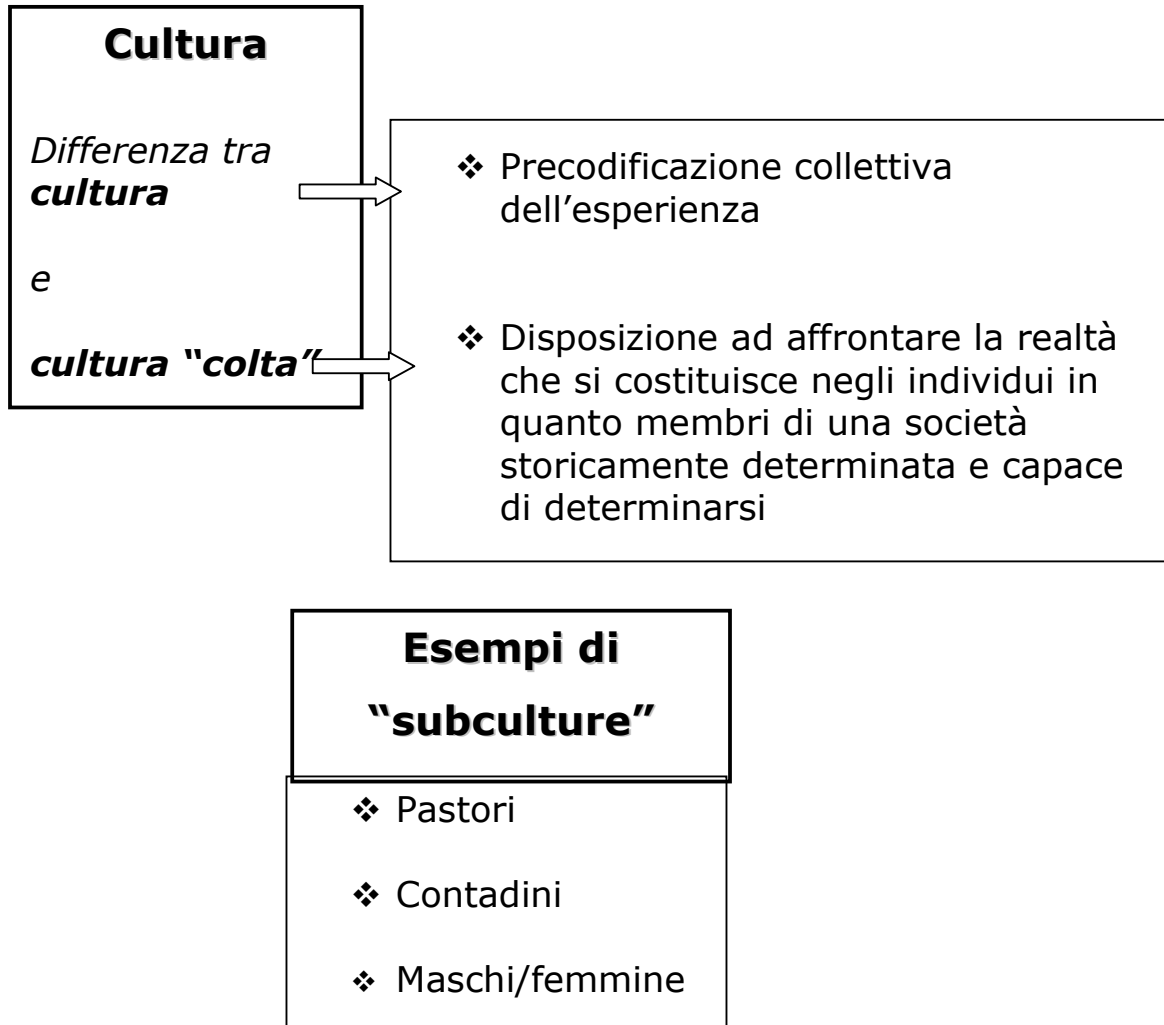 Cultura
Differenza tra
cultura
e
cultura “colta”
❖ Precodificazione collettiva
dell’esperienza
❖ Disposizione ad affrontare la realtà
che si costituisce negli individui in
quanto membri di una società
storicamente determinata e capace
di determinarsi
Esempi di
“subculture”
❖ Pastori
❖ Contadini
❖ Maschi/femmine